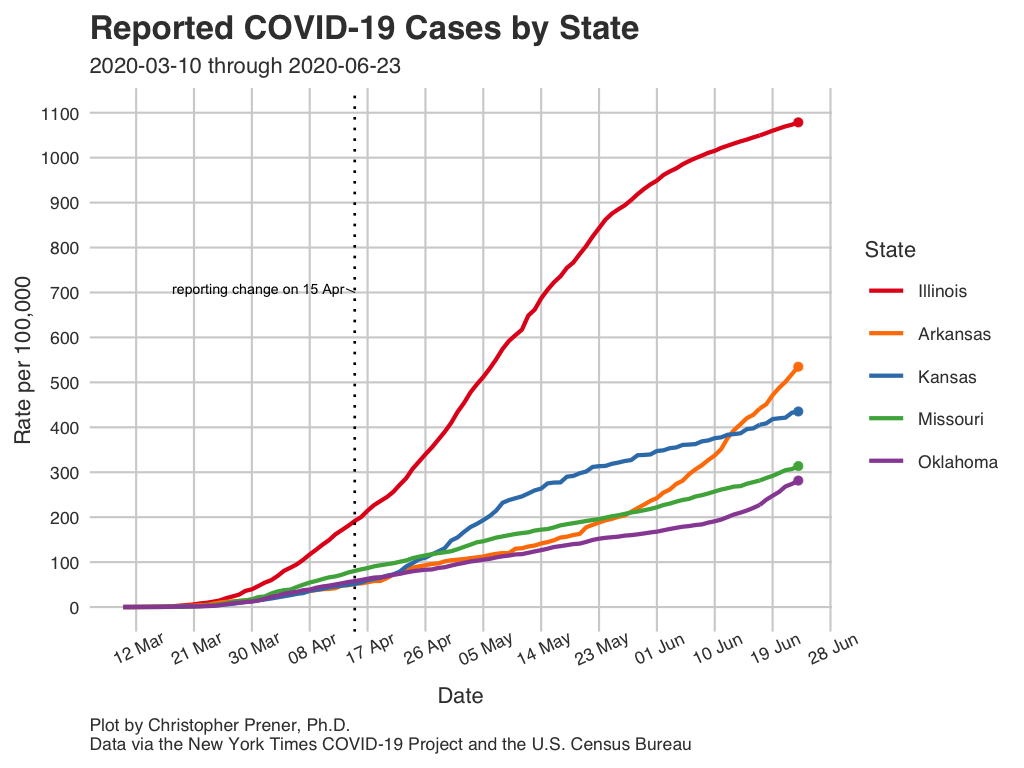 Reported COVID-19 Cases by State
2020-03-10 through 2020-06-23
1100
1000
900
800
700
600
500
400
300
200
100
0
Rate per 100,000
reporting change on 15 Apr
State
Illinois
Arkansas
Kansas
Missouri
Oklahoma
12 Mar
21 Mar
30 Mar
08 Apr
17 Apr
26 Apr
05 May
14 May
23 May
01 Jun
10 Jun
19 Jun
28 Jun
Date
Plot by Christopher Prener, Ph.D.
Data via the New York Times COVID-19 Project and the U.S. Census Bureau